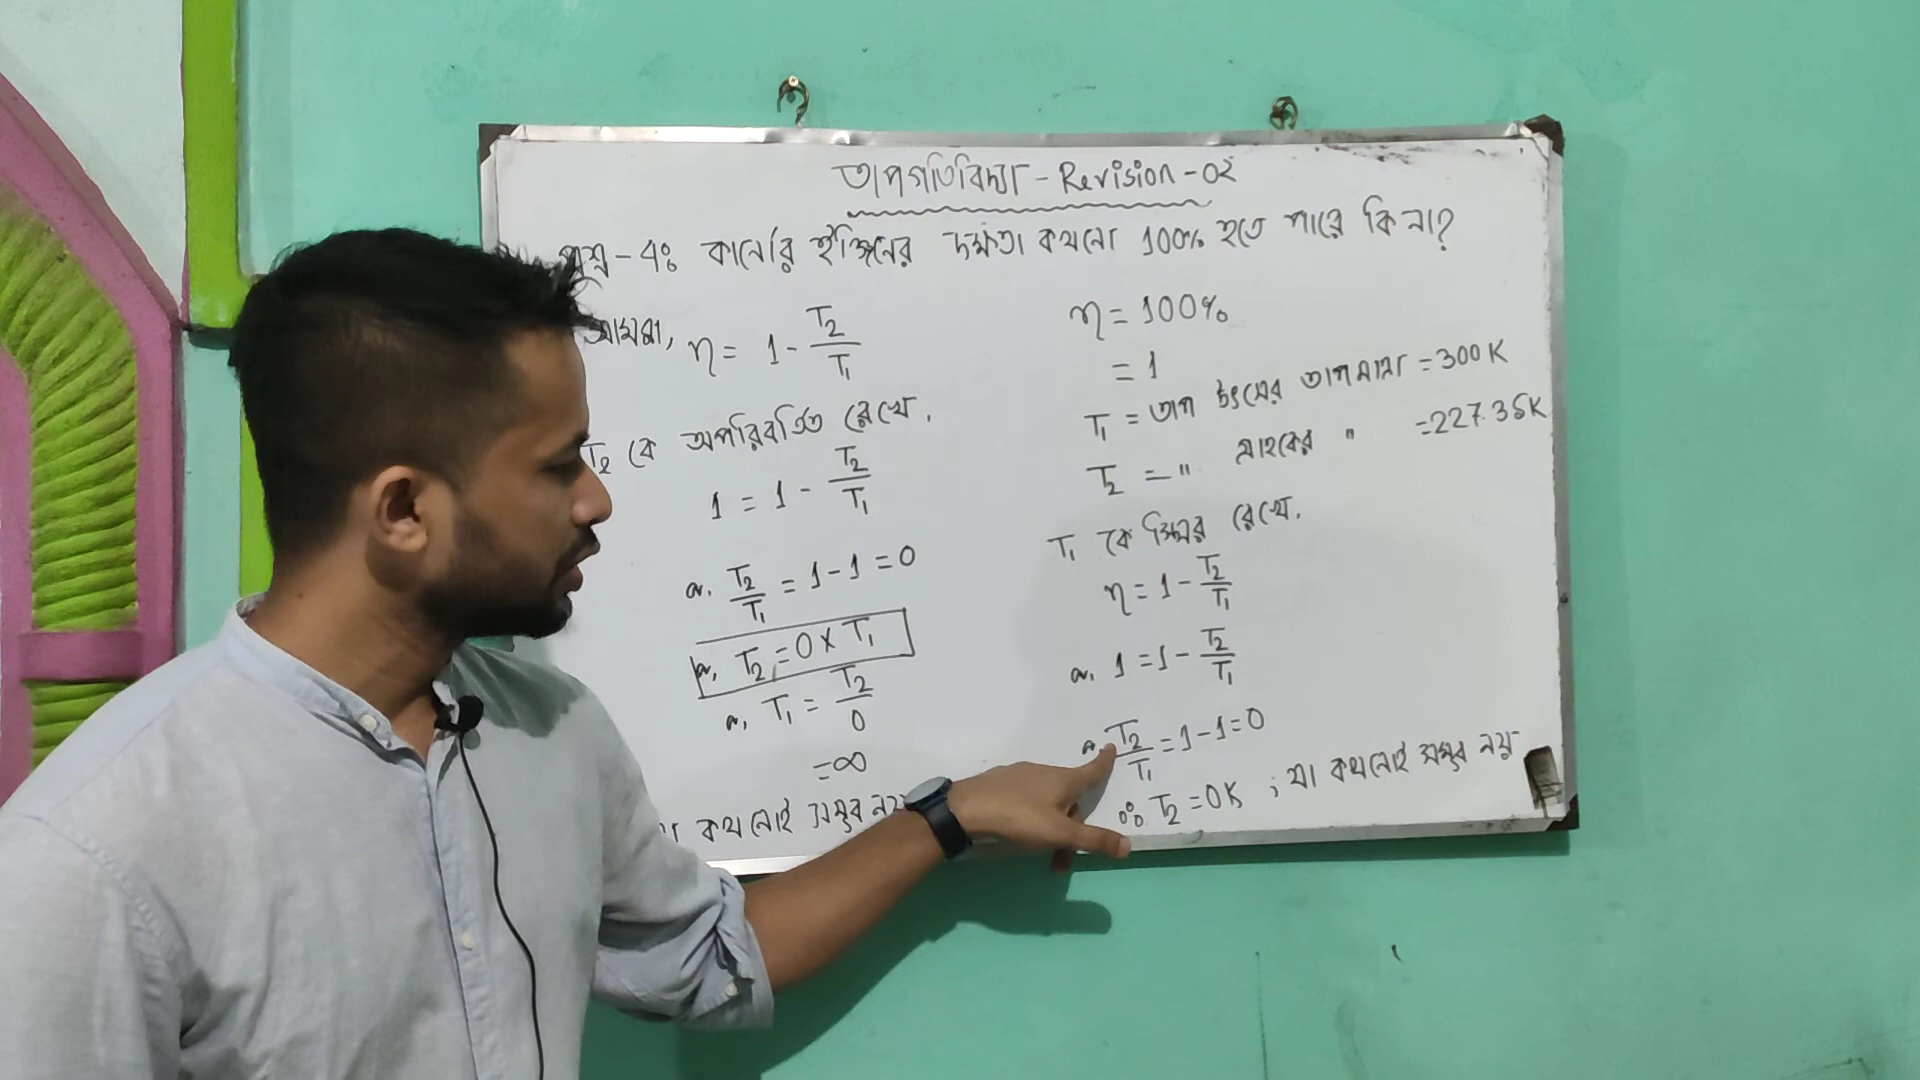 তাপগতিবিদ্যা - Revision - 02
প্রশ্ন - 4ঃ কার্নোর ইঞ্জিনের দক্ষতা কখনো 100% হতে পারে কি না?
আমরা, η = 1 - T₂/T₁
T₂ কে অপরিবর্তিত রেখে,
1 = 1 - T₂/T₁
বা, T₂/T₁ = 1 - 1 = 0
বা, T₂ = 0 × T₁
বা, T₁ = T₂/0
= ∞
কখনোই সম্ভব নয়
η = 100%
= 1
T₁ = তাপ উৎসের তাপমাত্রা = 300 K
T₂ = " গ্রাহকের " = 227.36K
T₁ কে স্থির রেখে,
η = 1 - T₂/T₁
বা, 1 = 1 - T₂/T₁
বা, T₂/T₁ = 1 - 1 = 0
∴ T₂ = 0K ; যা কখনোই সম্ভব নয়